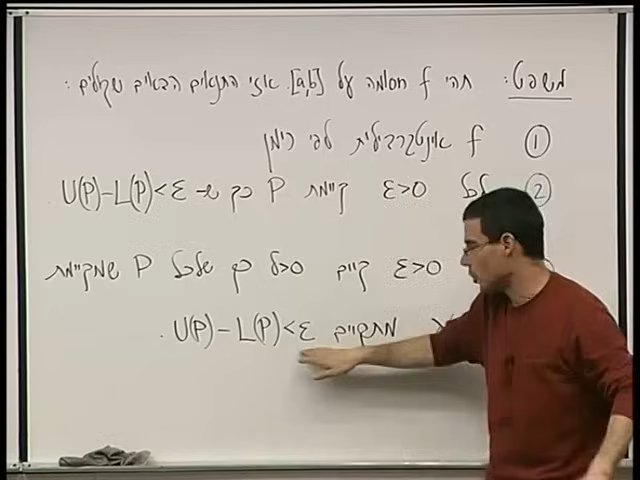 משפט: תהי f חסומה על [a,b]. אזי התנאים הבאים שקולים:
① f אינטגרבילית לפי רימן
② לכל ε>0 קיימת P כך ש- U(P)-L(P)<ε
ε>0 קיים δ>0 כך שלכל P שמקיימת
מתקיים U(P)-L(P)<ε.